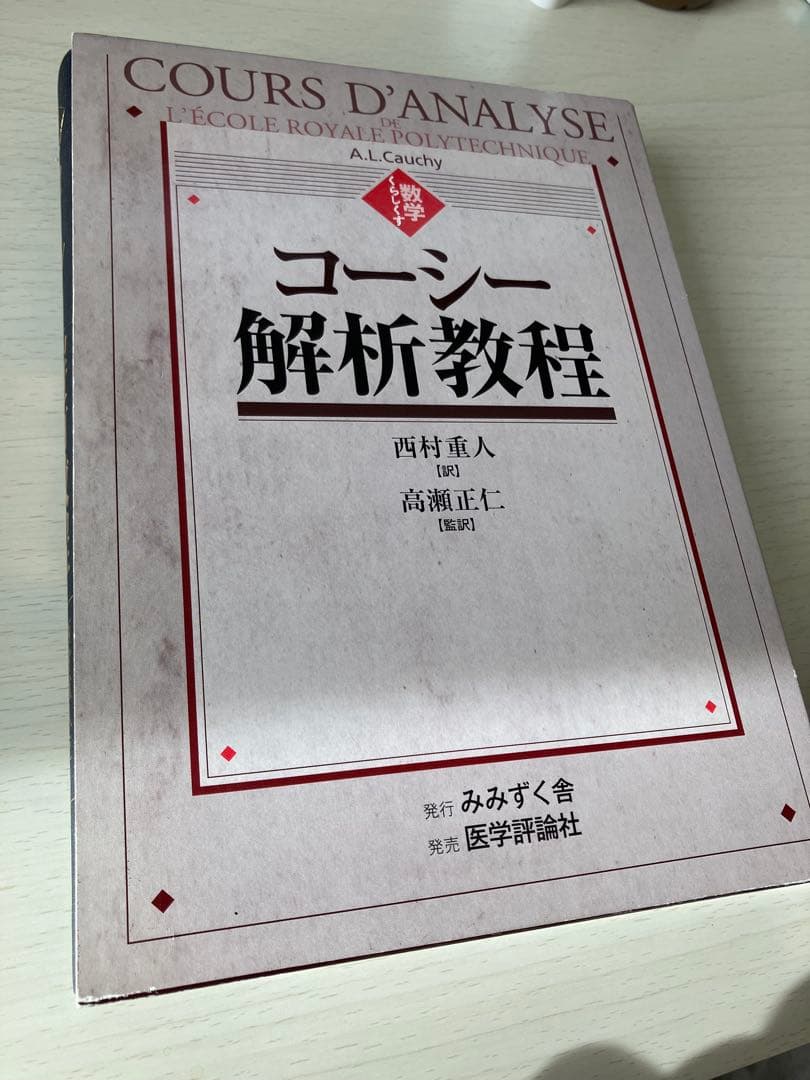 COURS D'ANALYSE
DE
L'ÉCOLE ROYALE POLYTECHNIQUE
A.L.Cauchy
数学
くらしくす
コーシー
解析教程
西村重人
【訳】
高瀬正仁
【監訳】
発行 みみずく舎
発売 医学評論社